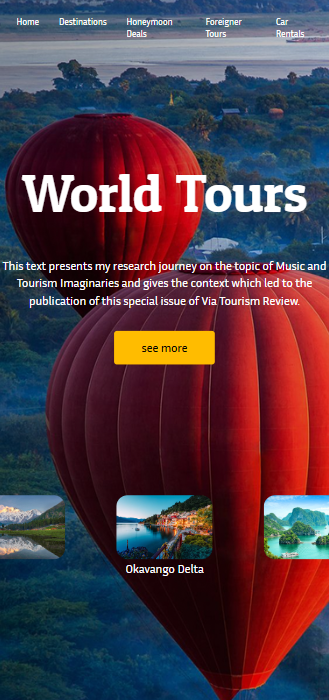 Home Destinations Honeymoon Deals Foreigner Tours Car Rentals
World Tours
This text presents my research journey on the topic of Music and
Tourism Imaginaries and gives the context which led to the
publication of this special issue of Via Tourism Review.
see more
Okavango Delta